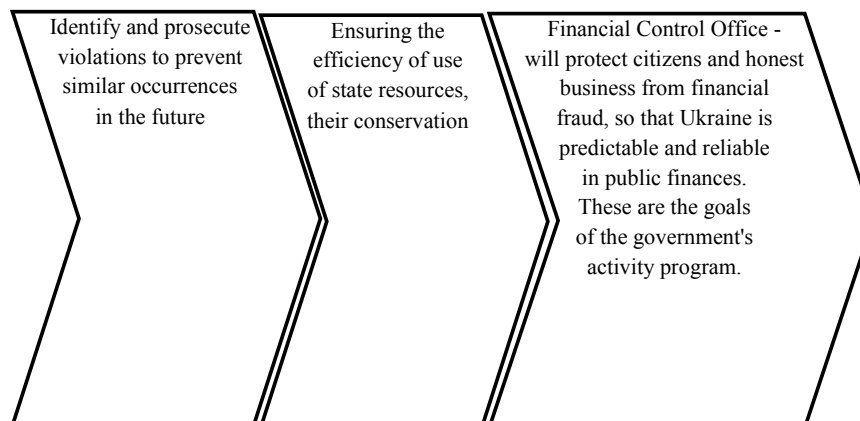 Identify and prosecute
violations to prevent
similar occurrences
in the future
Ensuring the
efficiency of use
of state resources,
their conservation
Financial Control Office -
will protect citizens and honest
business from financial
fraud, so that Ukraine is
predictable and reliable
in public finances.
These are the goals
of the government's
activity program.